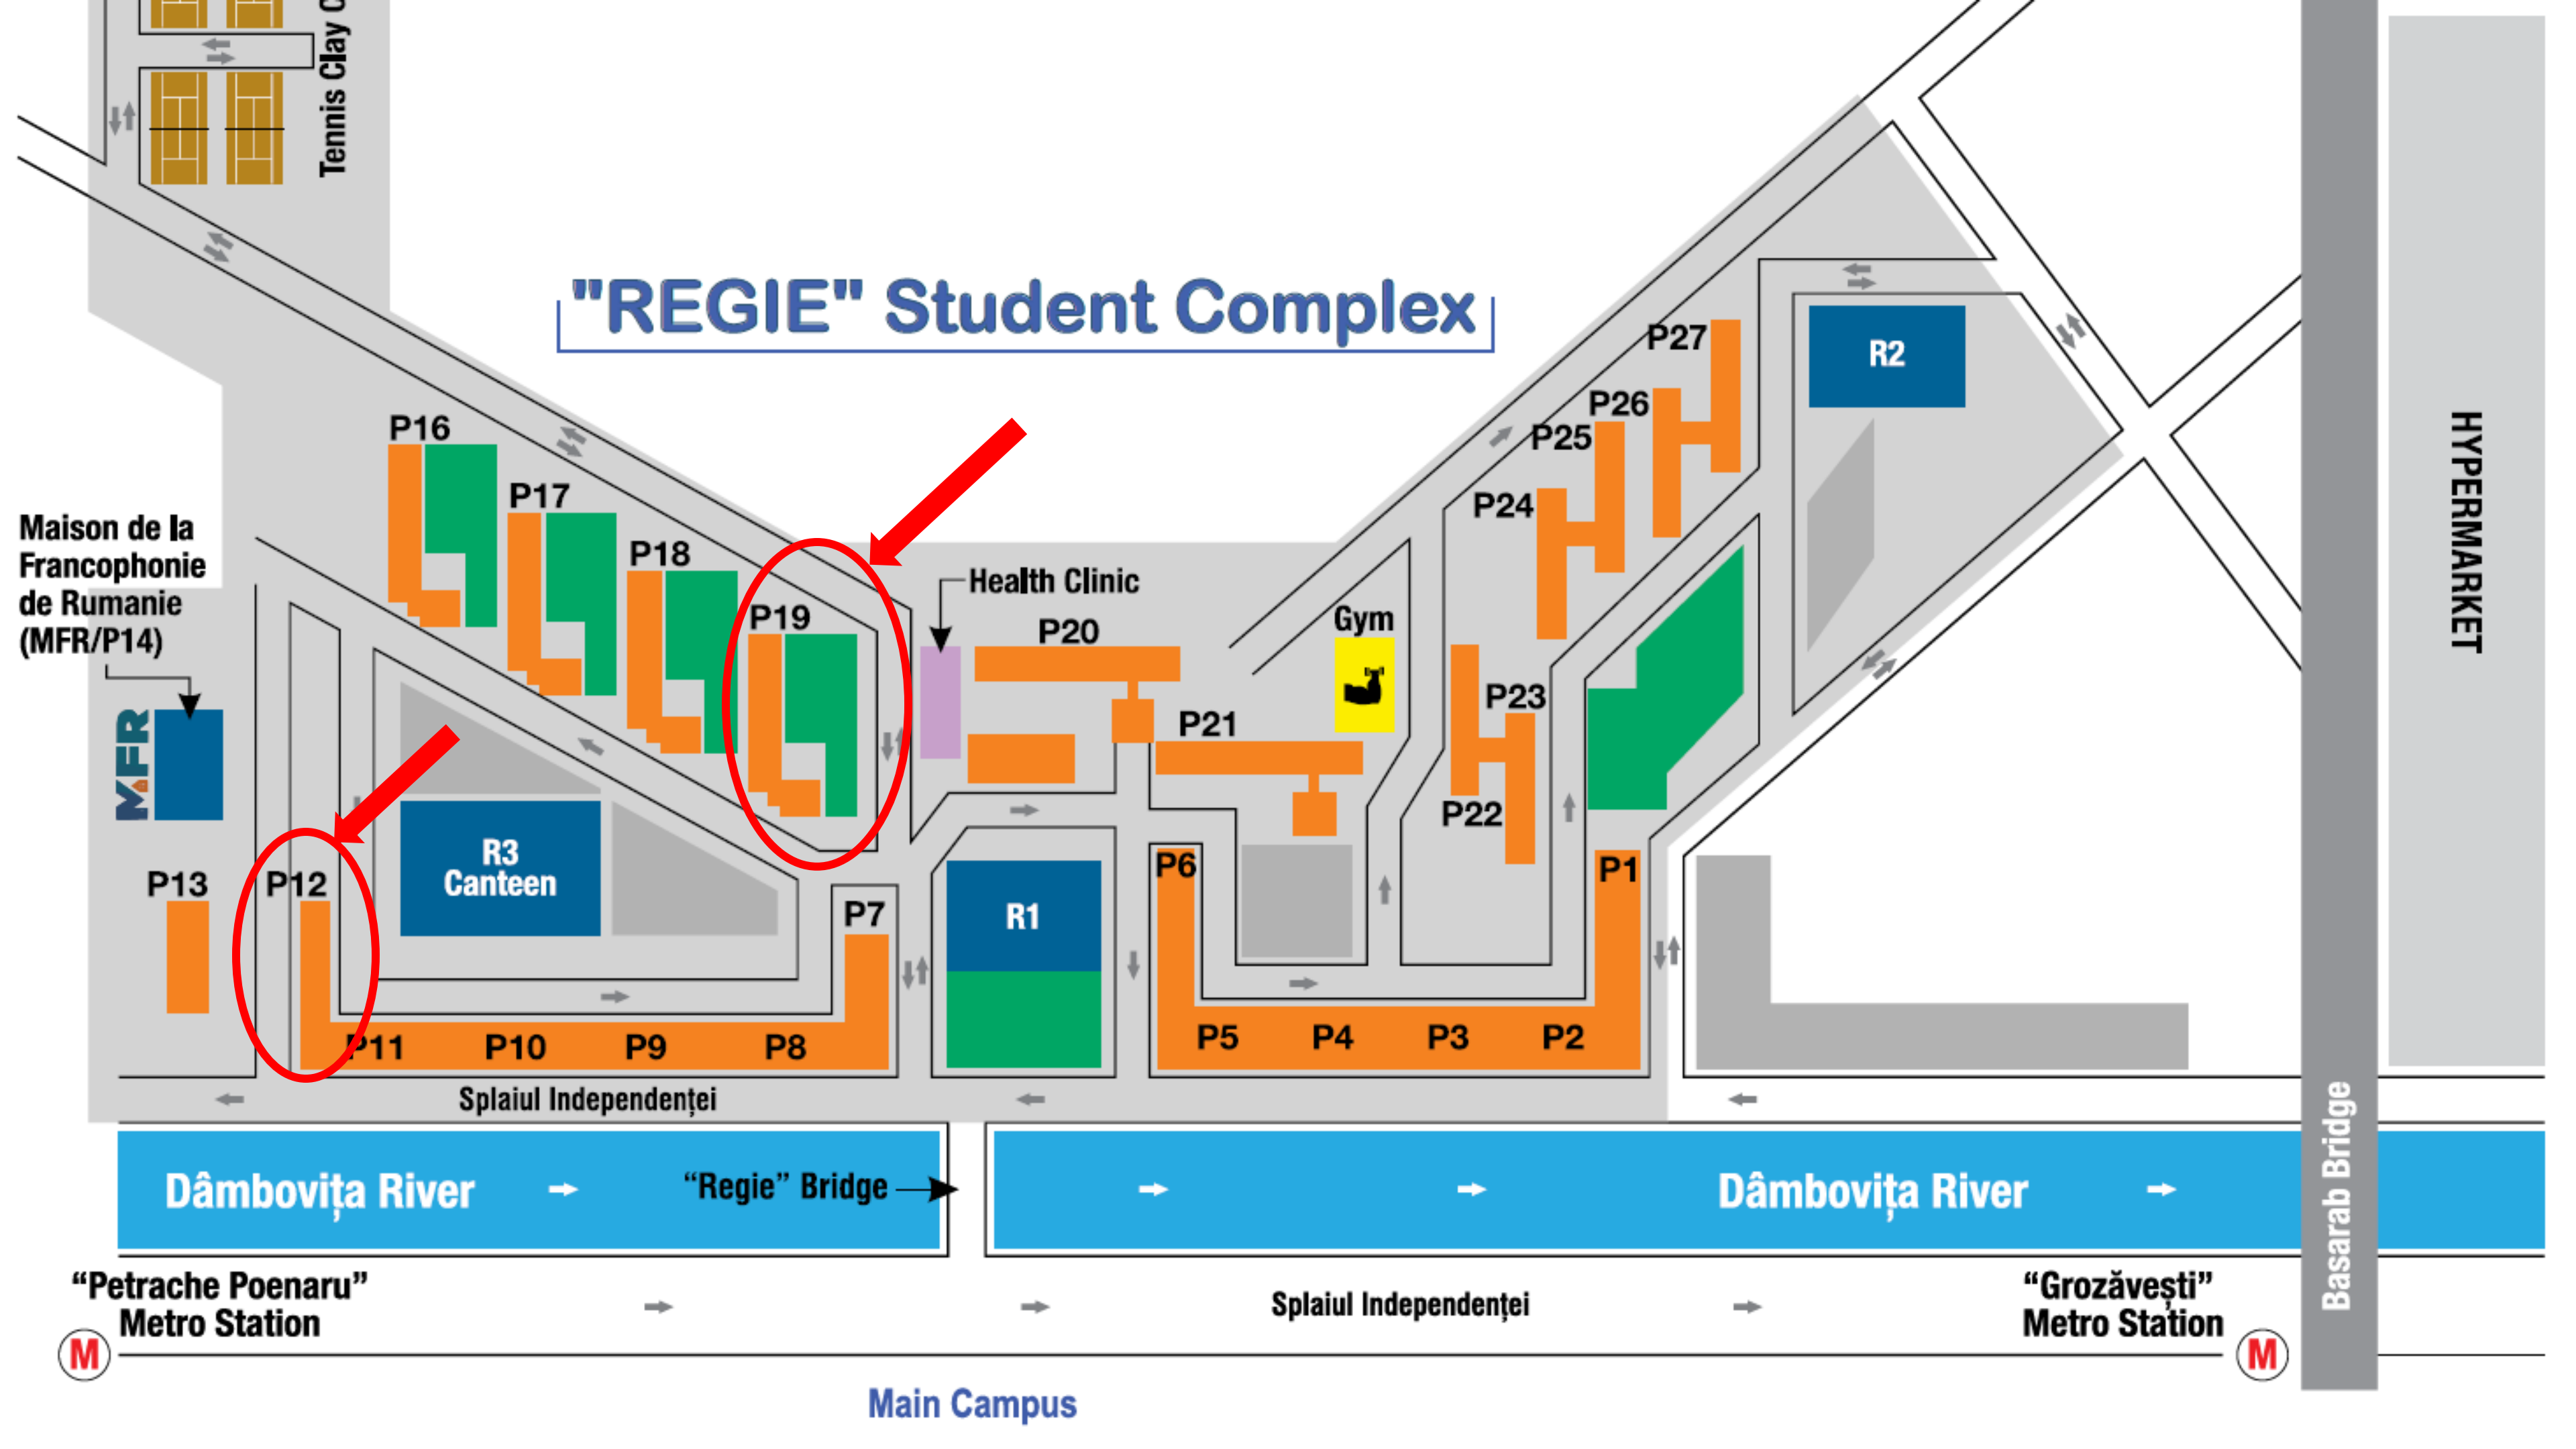 Tennis Clay C
"REGIE" Student Complex
P27
R2
P26
P25
P16
P24
P17
HYPERMARKET
Maison de la
Francophonie
de Rumanie
(MFR/P14)
P18
Health Clinic
P19
Gym
P20
P23
P21
MFR
P22
R3
Canteen
P13
P12
P7
R1
P6
P1
P11
P10
P9
P8
P5
P4
P3
P2
Splaiul Independenței
Dâmbovița River
"Regie" Bridge
Dâmbovița River
Basarab Bridge
"Petrache Poenaru"
Metro Station
M
Splaiul Independenței
"Grozăvești"
Metro Station
M
Main Campus